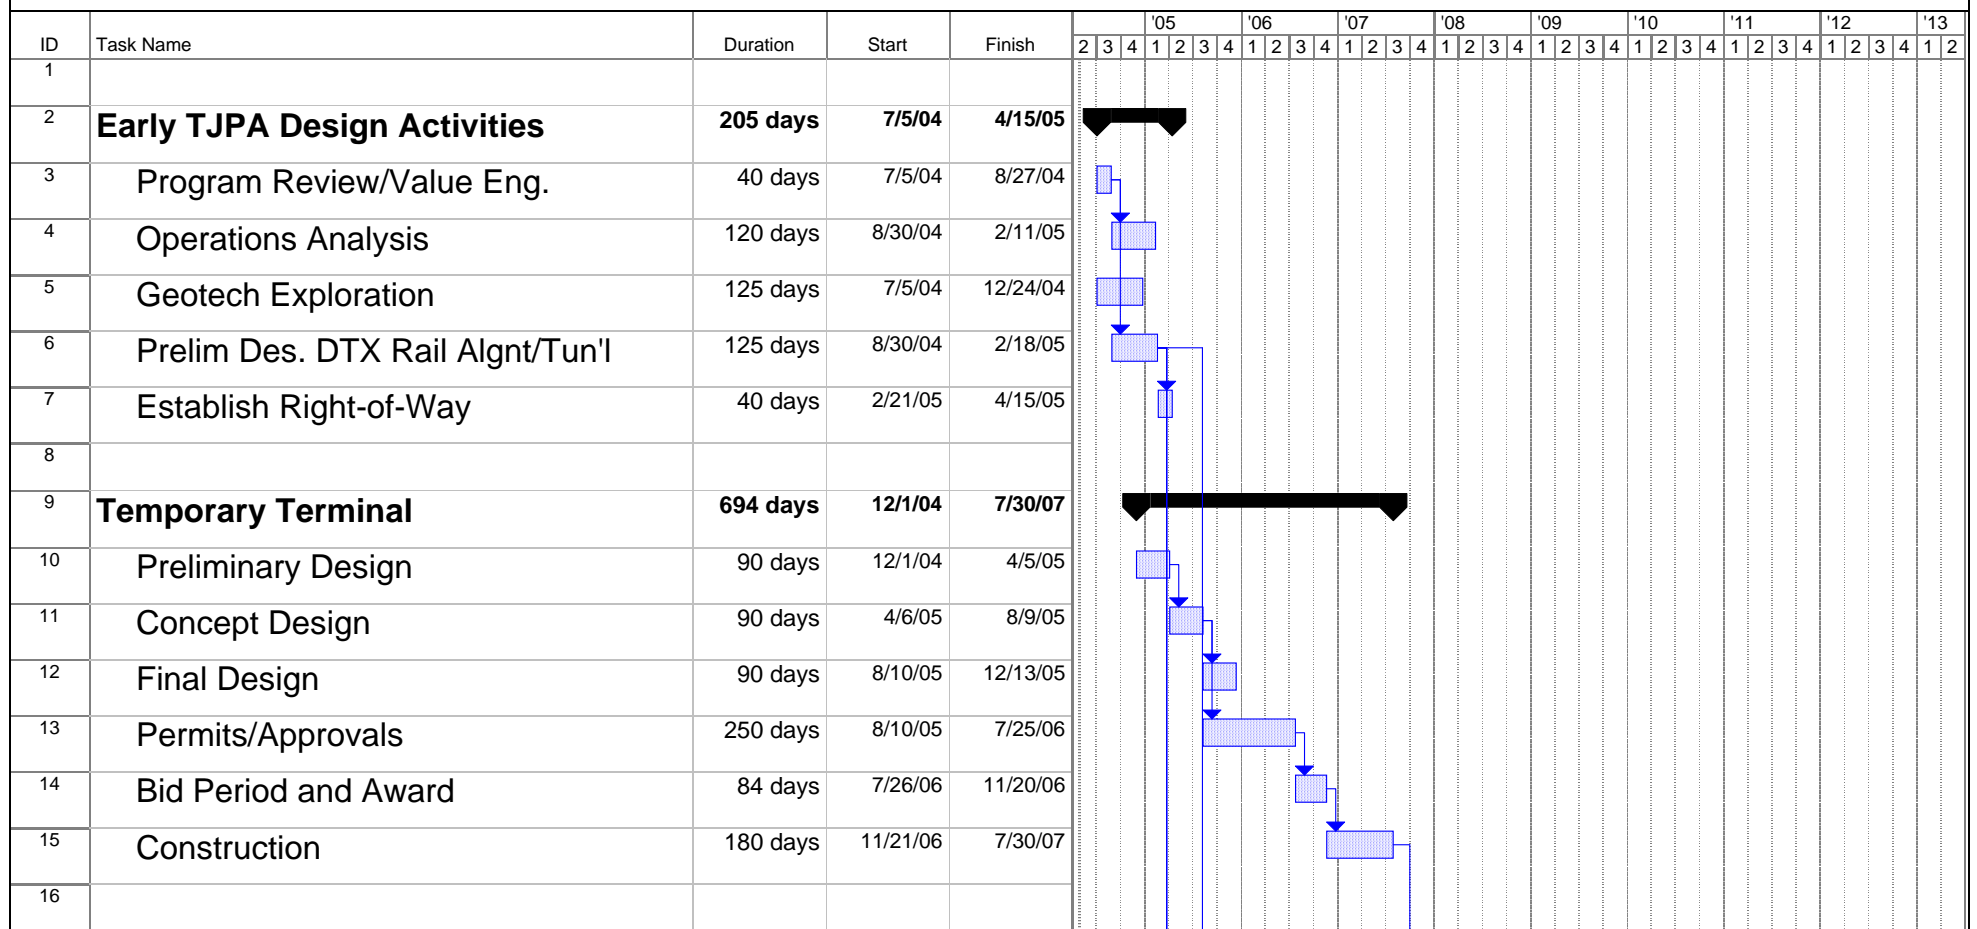 '05 '06 '07 '08 '09 '10 '11 '12 '13
ID Task Name Duration Start Finish 2 3 4 1 2 3 4 1 2 3 4 1 2 3 4 1 2 3 4 1 2 3 4 1 2 3 4 1 2 3 4 1 2 3 4 1 2
1
2 Early TJPA Design Activities 205 days 7/5/04 4/15/05
3 Program Review/Value Eng. 40 days 7/5/04 8/27/04
4 Operations Analysis 120 days 8/30/04 2/11/05
5 Geotech Exploration 125 days 7/5/04 12/24/04
6 Prelim Des. DTX Rail Algnt/Tun'l 125 days 8/30/04 2/18/05
7 Establish Right-of-Way 40 days 2/21/05 4/15/05
8
9 Temporary Terminal 694 days 12/1/04 7/30/07
10 Preliminary Design 90 days 12/1/04 4/5/05
11 Concept Design 90 days 4/6/05 8/9/05
12 Final Design 90 days 8/10/05 12/13/05
13 Permits/Approvals 250 days 8/10/05 7/25/06
14 Bid Period and Award 84 days 7/26/06 11/20/06
15 Construction 180 days 11/21/06 7/30/07
16